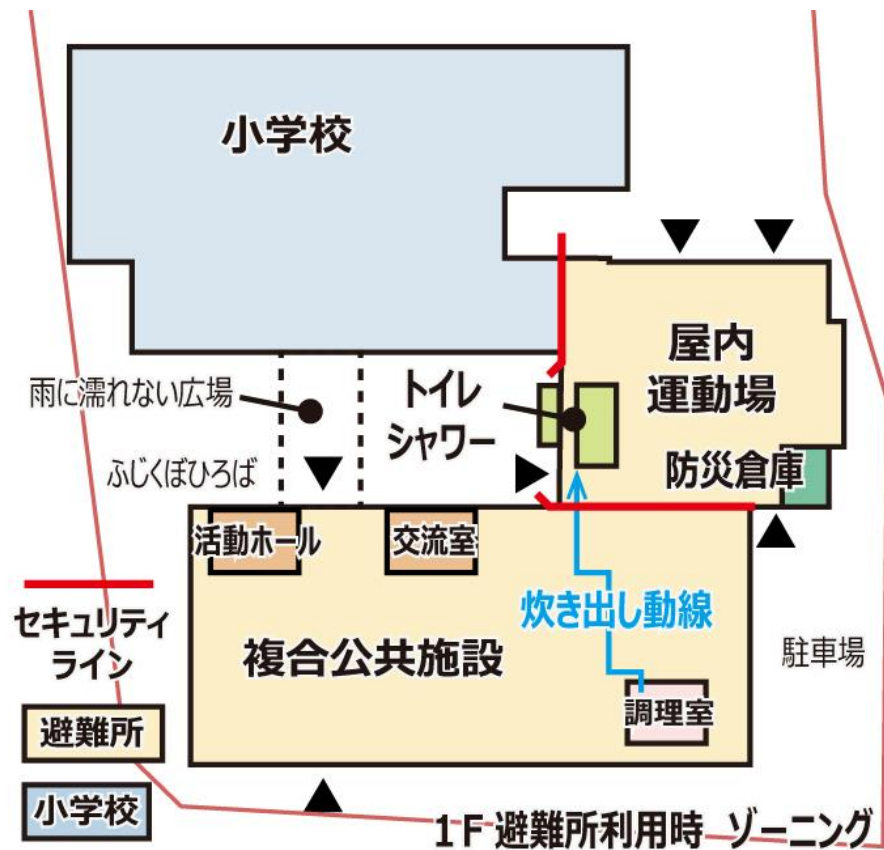 小学校
屋内
運動場
雨に濡れない広場
トイレ
シャワー
ふじくぼひろば
防災倉庫
活動ホール
交流室
炊き出し動線
セキュリティ
ライン
複合公共施設
駐車場
調理室
避難所
小学校
1F 避難所利用時 ゾーニング